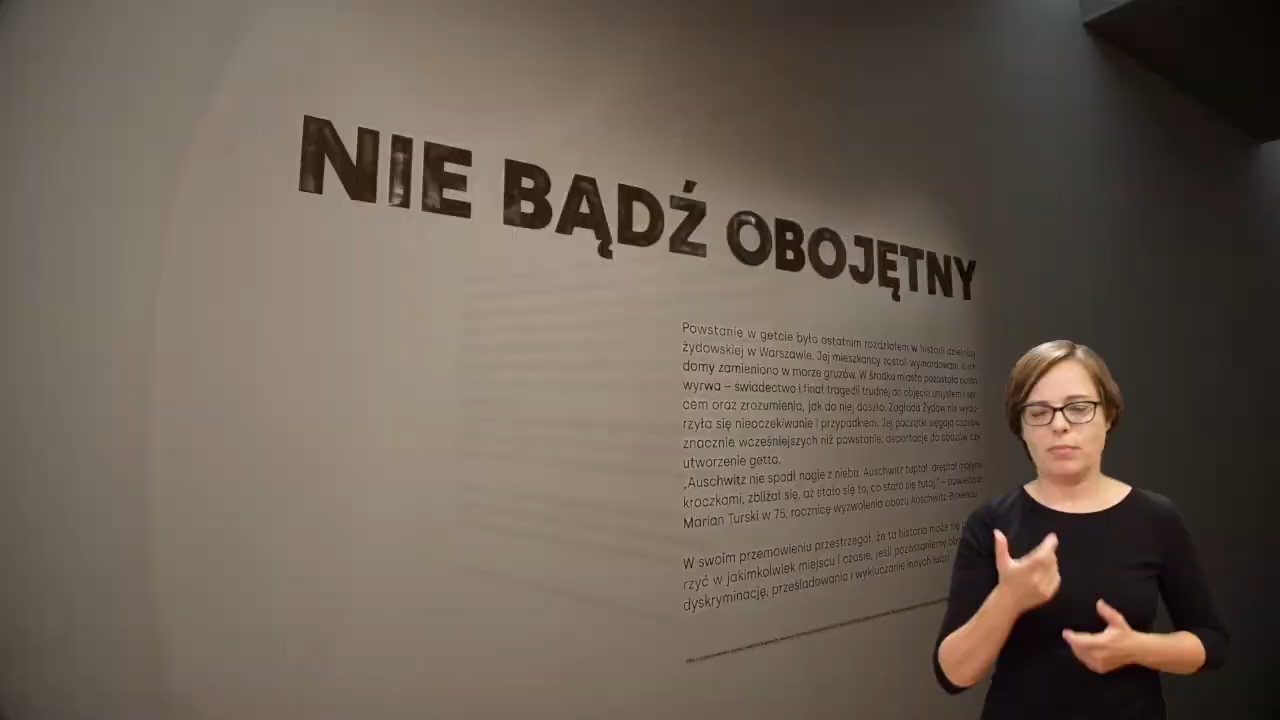 NIE BĄDŹ OBOJĘTNY
Powstanie w getcie było ostatnim rozdziałem w historii dzielnicy
żydowskiej w Warszawie. Jej mieszkańcy zostali wymordowani, a ich
domy zamieniono w morze gruzów. W środku miasta pozostała pusta
wyrwa – świadectwo i finał tragedii trudnej do objęcia umysłem i ser-
cem oraz zrozumienia, jak do niej doszło. Zagłada Żydów nie wyda-
rzyła się nieoczekiwanie i przypadkiem. Jej początki sięgają czasów
znacznie wcześniejszych niż powstanie, deportacje do obozów czy
utworzenie getta.
„Auschwitz nie spadł nagle z nieba. Auschwitz tuptał, dreptał małymi
kroczkami, zbliżał się, aż stało się to, co stało się tutaj.” – powiedział
Marian Turski w 75. rocznicę wyzwolenia obozu Auschwitz-Birkenau.
W swoim przemówieniu przestrzegał, że ta historia może się
rzyć w jakimkolwiek miejscu i czasie, jeśli pozostaniemy
dyskryminację, prześladowania i wykluczanie innych ludzi